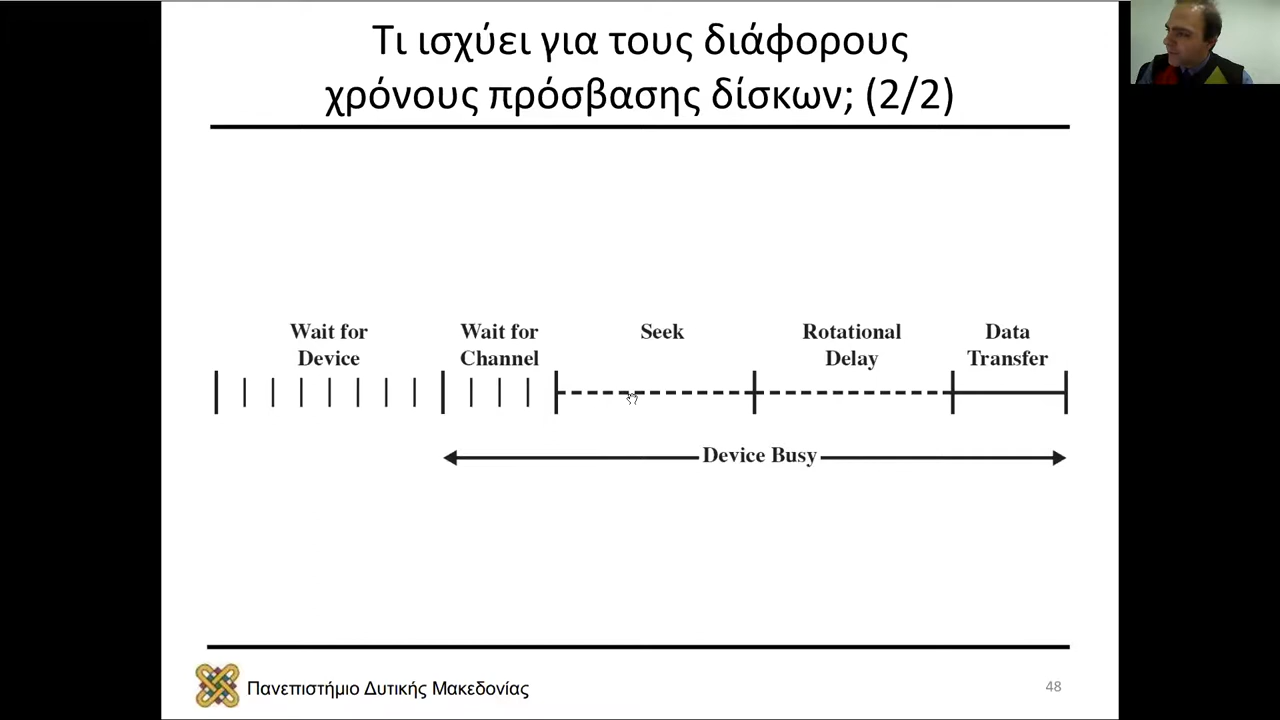 Τι ισχύει για τους διάφορους
χρόνους πρόσβασης δίσκων; (2/2)
Wait for
Device
Wait for
Channel
Seek
Rotational
Delay
Data
Transfer
Device Busy
Πανεπιστήμιο Δυτικής Μακεδονίας
48